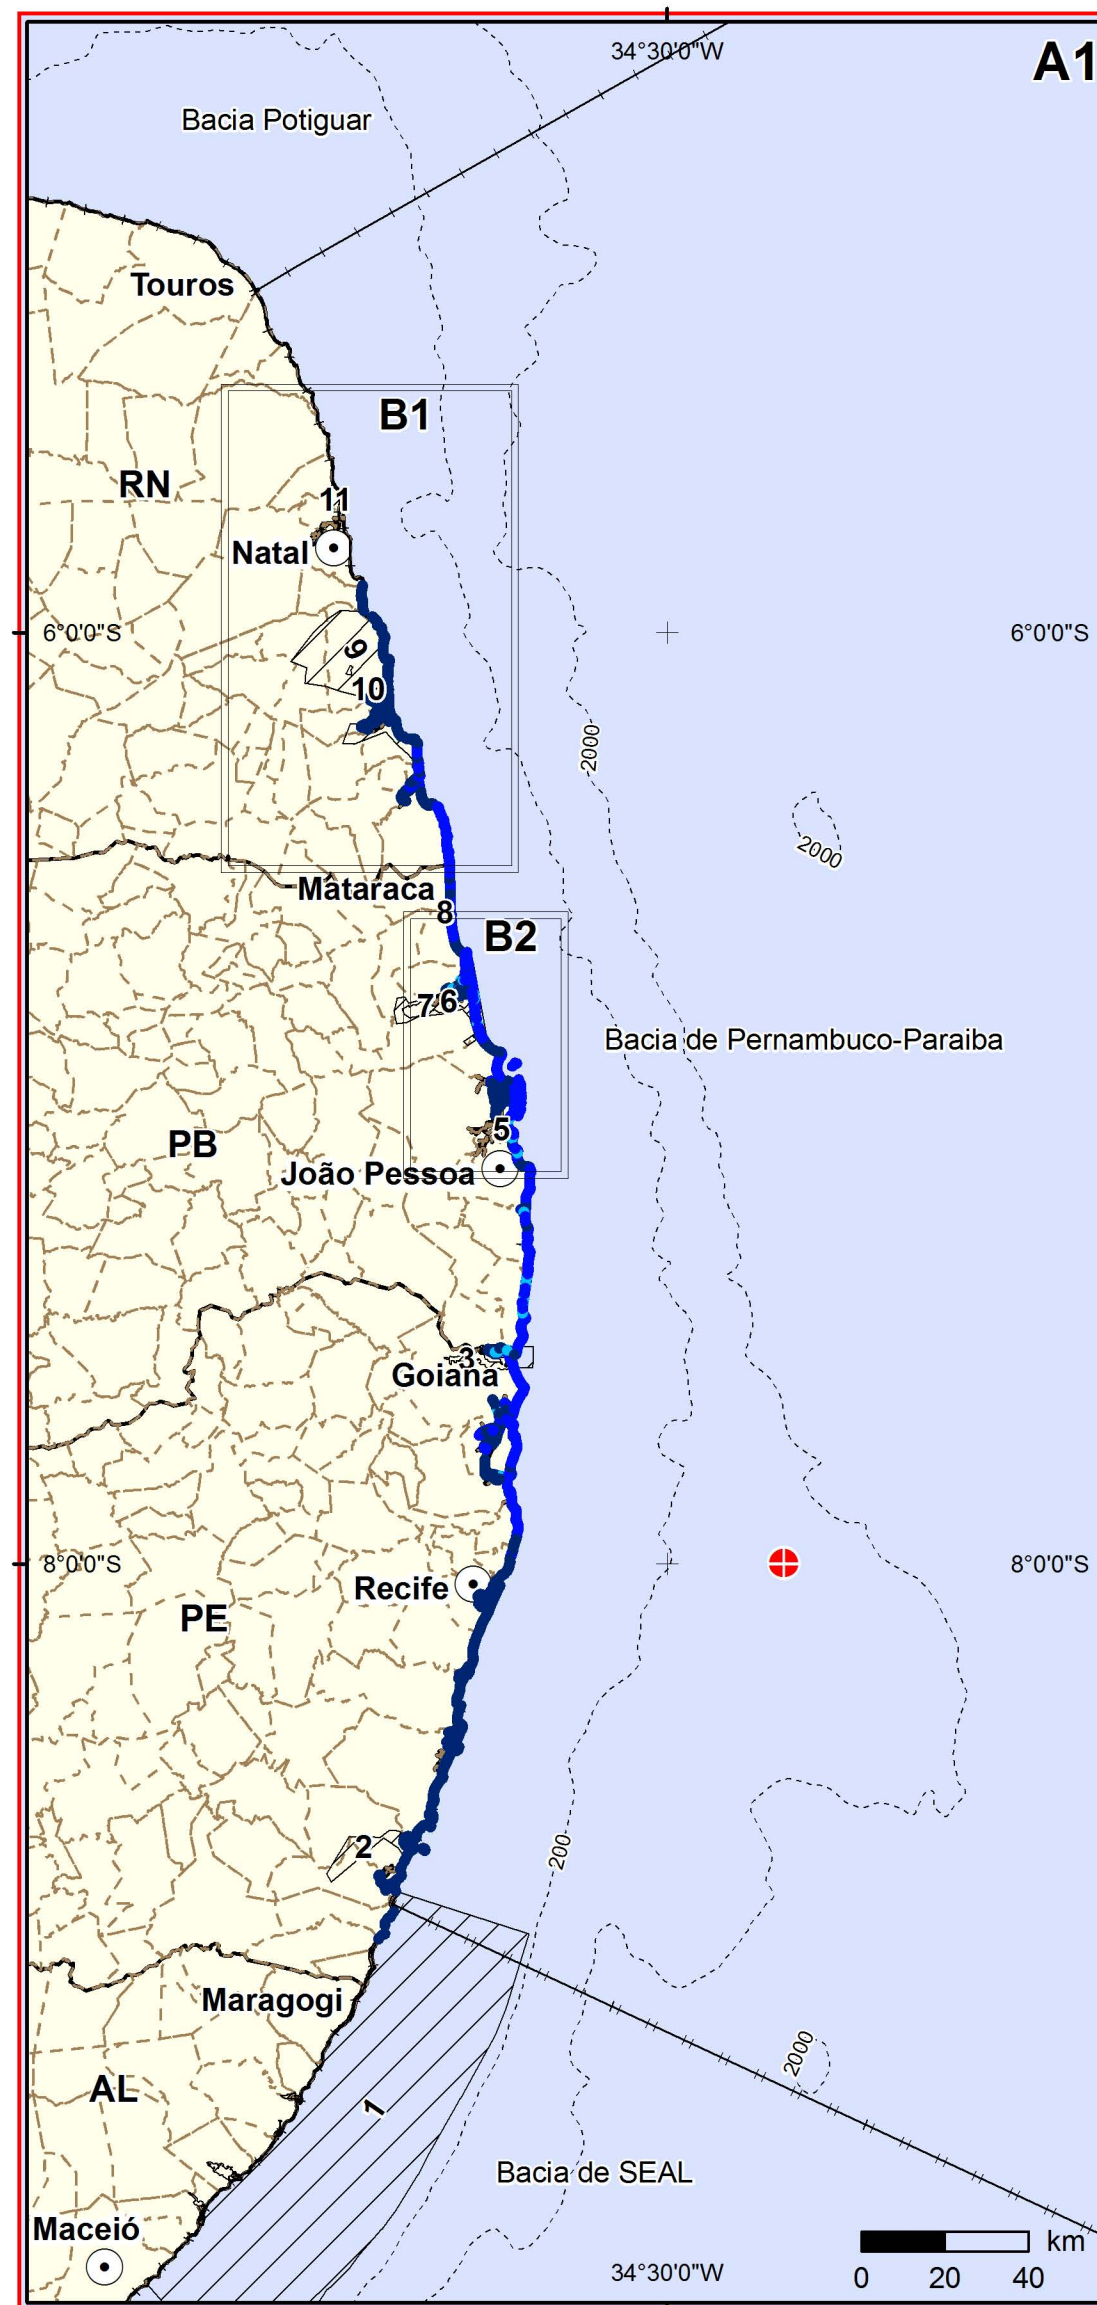 34°30'0"W
A1
Bacia Potiguar
Touros
B1
RN
11
Natal
6°0'0"S
6°0'0"S
9
10
2000
2000
Mataraca
8
B2
7
6
Bacia de Pernambuco-Paraiba
5
PB
João Pessoa
3
Goiana
8°0'0"S
8°0'0"S
Recife
PE
2
200
Maragogi
2000
AL
1
Bacia de SEAL
Maceió
km
34°30'0"W
0 20 40